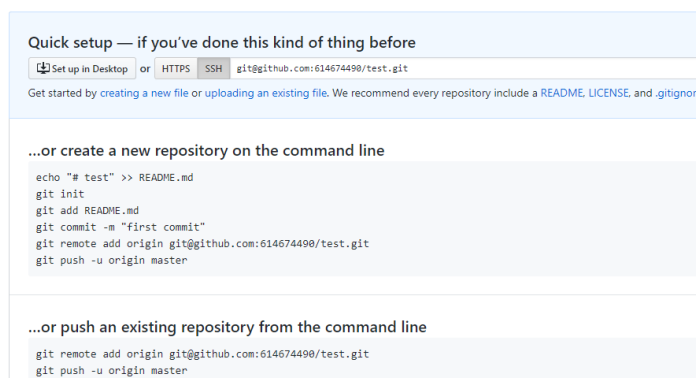 Quick setup — if you've done this kind of thing before
Set up in Desktop or HTTPS SSH git@github.com:614674490/test.git
Get started by creating a new file or uploading an existing file. We recommend every repository include a README, LICENSE, and .gitignor
...or create a new repository on the command line
echo "# test" >> README.md
git init
git add README.md
git commit -m "first commit"
git remote add origin git@github.com:614674490/test.git
git push -u origin master
...or push an existing repository from the command line
git remote add origin git@github.com:614674490/test.git
git push -u origin master